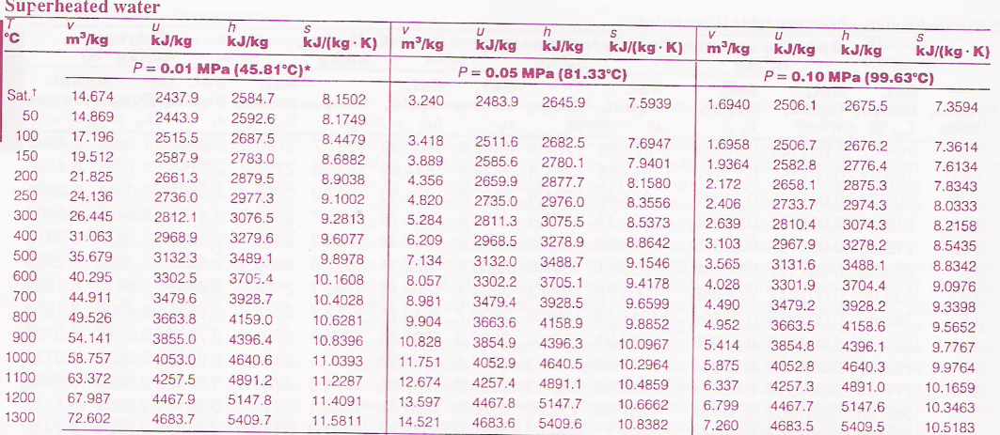 Superheated water
T v u h s v u h s v u h s
°C m³/kg kJ/kg kJ/kg kJ/(kg · K) m³/kg kJ/kg kJ/kg kJ/(kg · K) m³/kg kJ/kg kJ/kg kJ/(kg · K)
P = 0.01 MPa (45.81°C)* P = 0.05 MPa (81.33°C) P = 0.10 MPa (99.63°C)
Sat.† 14.674 2437.9 2584.7 8.1502 3.240 2483.9 2645.9 7.5939 1.6940 2506.1 2675.5 7.3594
50 14.869 2443.9 2592.6 8.1749
100 17.196 2515.5 2687.5 8.4479 3.418 2511.6 2682.5 7.6947 1.6958 2506.7 2676.2 7.3614
150 19.512 2587.9 2783.0 8.6882 3.889 2585.6 2780.1 7.9401 1.9364 2582.8 2776.4 7.6134
200 21.825 2661.3 2879.5 8.9038 4.356 2659.9 2877.7 8.1580 2.172 2658.1 2875.3 7.8343
250 24.136 2736.0 2977.3 9.1002 4.820 2735.0 2976.0 8.3556 2.406 2733.7 2974.3 8.0333
300 26.445 2812.1 3076.5 9.2813 5.284 2811.3 3075.5 8.5373 2.639 2810.4 3074.3 8.2158
400 31.063 2968.9 3279.6 9.6077 6.209 2968.5 3278.9 8.8642 3.103 2967.9 3278.2 8.5435
500 35.679 3132.3 3489.1 9.8978 7.134 3132.0 3488.7 9.1546 3.565 3131.6 3488.1 8.8342
600 40.295 3302.5 3705.4 10.1608 8.057 3302.2 3705.1 9.4178 4.028 3301.9 3704.4 9.0976
700 44.911 3479.6 3928.7 10.4028 8.981 3479.4 3928.5 9.6599 4.490 3479.2 3928.2 9.3398
800 49.526 3663.8 4159.0 10.6281 9.904 3663.6 4158.9 9.8852 4.952 3663.5 4158.6 9.5652
900 54.141 3855.0 4396.4 10.8396 10.828 3854.9 4396.3 10.0967 5.414 3854.8 4396.1 9.7767
1000 58.757 4053.0 4640.6 11.0393 11.751 4052.9 4640.5 10.2964 5.875 4052.8 4640.3 9.9764
1100 63.372 4257.5 4891.2 11.2287 12.674 4257.4 4891.1 10.4859 6.337 4257.3 4891.0 10.1659
1200 67.987 4467.9 5147.8 11.4091 13.597 4467.8 5147.7 10.6662 6.799 4467.7 5147.6 10.3463
1300 72.602 4683.7 5409.7 11.5811 14.521 4683.6 5409.6 10.8382 7.260 4683.5 5409.5 10.5183